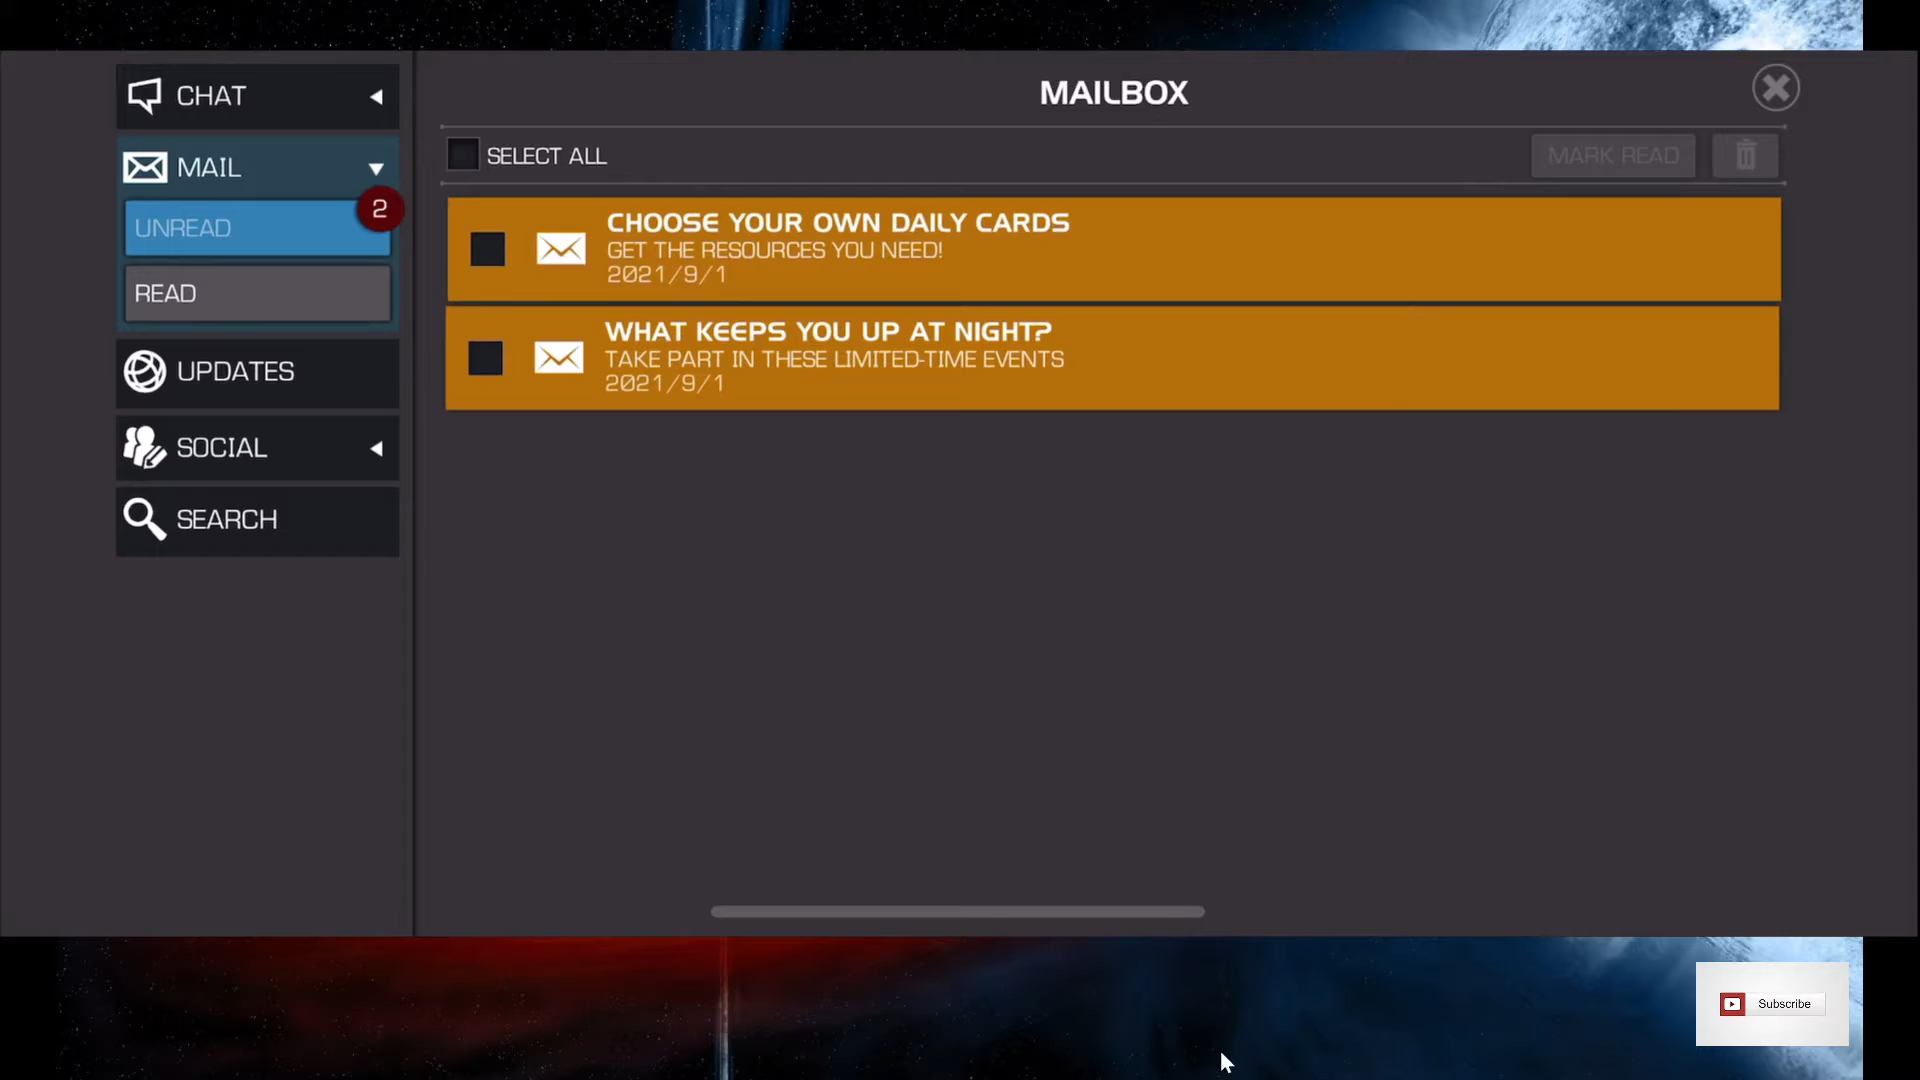 CHAT
MAIL
2
UNREAD
READ
UPDATES
SOCIAL
SEARCH
MAILBOX
SELECT ALL
MARK READ
CHOOSE YOUR OWN DAILY CARDS
GET THE RESOURCES YOU NEED!
2021/9/1
WHAT KEEPS YOU UP AT NIGHT?
TAKE PART IN THESE LIMITED-TIME EVENTS
2021/9/1
Subscribe